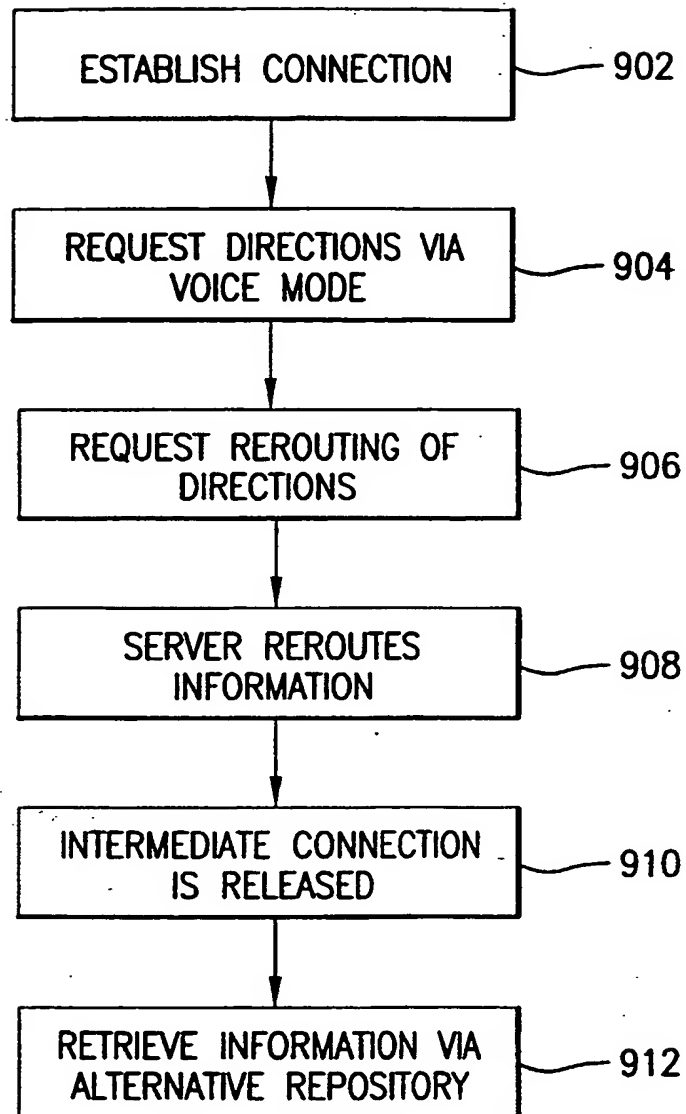 ESTABLISH CONNECTION
902
REQUEST DIRECTIONS VIA
VOICE MODE
904
REQUEST REROUTING OF
DIRECTIONS
906
SERVER REROUTES
INFORMATION
908
INTERMEDIATE CONNECTION
IS RELEASED
910
RETRIEVE INFORMATION VIA
ALTERNATIVE REPOSITORY
912